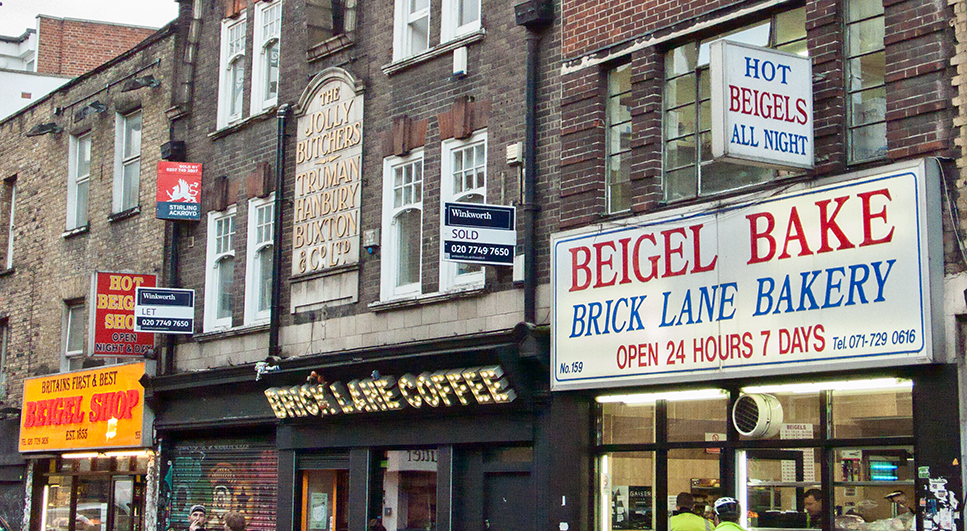 HOT
BEIGELS
ALL NIGHT
THE
JOLLY
BUTCHERS
TRUMAN
HANBURY
BUXTON
& Co LTD
STIRLING
ACKROYD
Winkworth
SOLD
020 7749 7650
BEIGEL BAKE
BRICK LANE BAKERY
OPEN 24 HOURS 7 DAYS
No. 159
Tel. 071-729 0616
HOT
BEIGEL
SHOP
OPEN
NIGHT & DAY
Winkworth
LET
020 7749 7650
BRITAINS FIRST & BEST
BEIGEL SHOP
EST. 1855
BRICK LANE COFFEE
BEIGELS